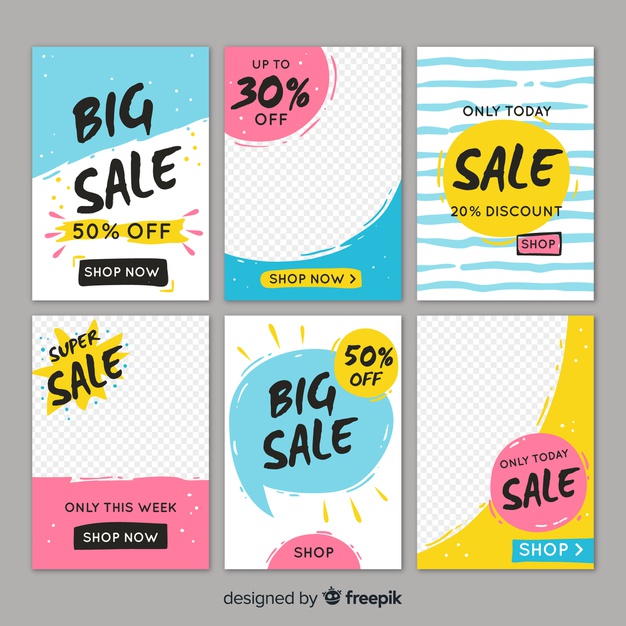 BIG
SALE
50% OFF
SHOP NOW
UP TO
30%
OFF
SHOP NOW >
ONLY TODAY
SALE
20% DISCOUNT
SHOP
SUPER
SALE
ONLY THIS WEEK
SHOP NOW
50%
OFF
BIG
SALE
SHOP
ONLY TODAY
SALE
SHOP >
designed by freepik